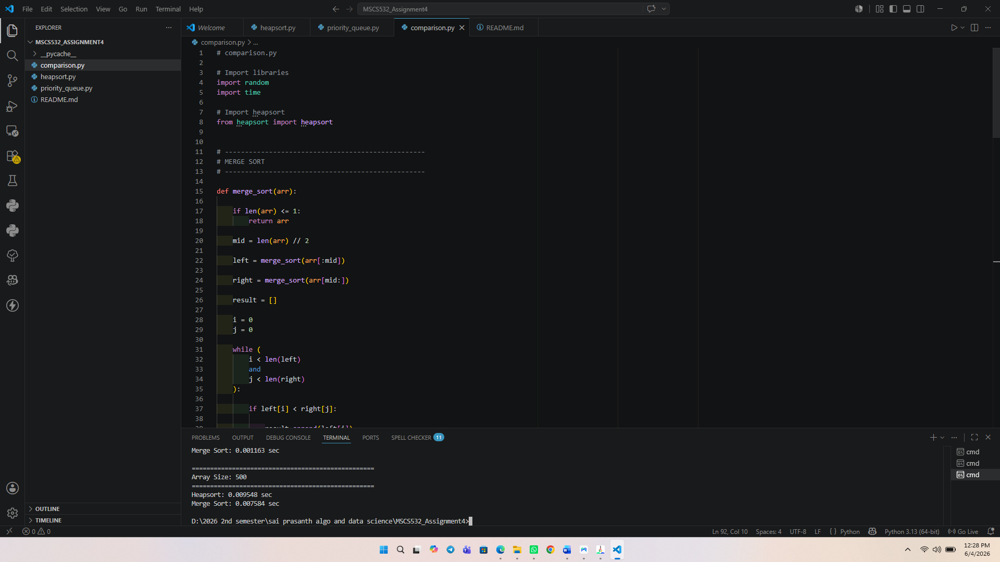 File Edit Selection View Go Run Terminal Help
MSCS532_Assignment4
EXPLORER
MSCS532_ASSIGNMENT4
__pycache__
comparison.py
heapsort.py
priority_queue.py
README.md
OUTLINE
TIMELINE
Welcome heapsort.py priority_queue.py comparison.py README.md
comparison.py > ...
1 # comparison.py
2
3 # Import libraries
4 import random
5 import time
6
7 # Import heapsort
8 from heapsort import heapsort
9
10
11 # --------------------------------------------------
12 # MERGE SORT
13 # --------------------------------------------------
14
15 def merge_sort(arr):
16
17 if len(arr) <= 1:
18 return arr
19
20 mid = len(arr) // 2
21
22 left = merge_sort(arr[:mid])
23
24 right = merge_sort(arr[mid:])
25
26 result = []
27
28 i = 0
29 j = 0
30
31 while (
32 i < len(left)
33 and
34 j < len(right)
35 ):
36
37 if left[i] < right[j]:
38
39 result.append(left[i])
PROBLEMS OUTPUT DEBUG CONSOLE TERMINAL PORTS SPELL CHECKER 11
Merge Sort: 0.001163 sec
==================================================
Array Size: 500
==================================================
Heapsort: 0.009548 sec
Merge Sort: 0.007584 sec
D:\2026 2nd semester\sai prasanth algo and data science\MSCS532_Assignment4>
cmd
cmd
cmd
0 0
Ln 92, Col 10 Spaces: 4 UTF-8 LF { } Python Python 3.13 (64-bit) Go Live
12:28 PM
6/4/2026